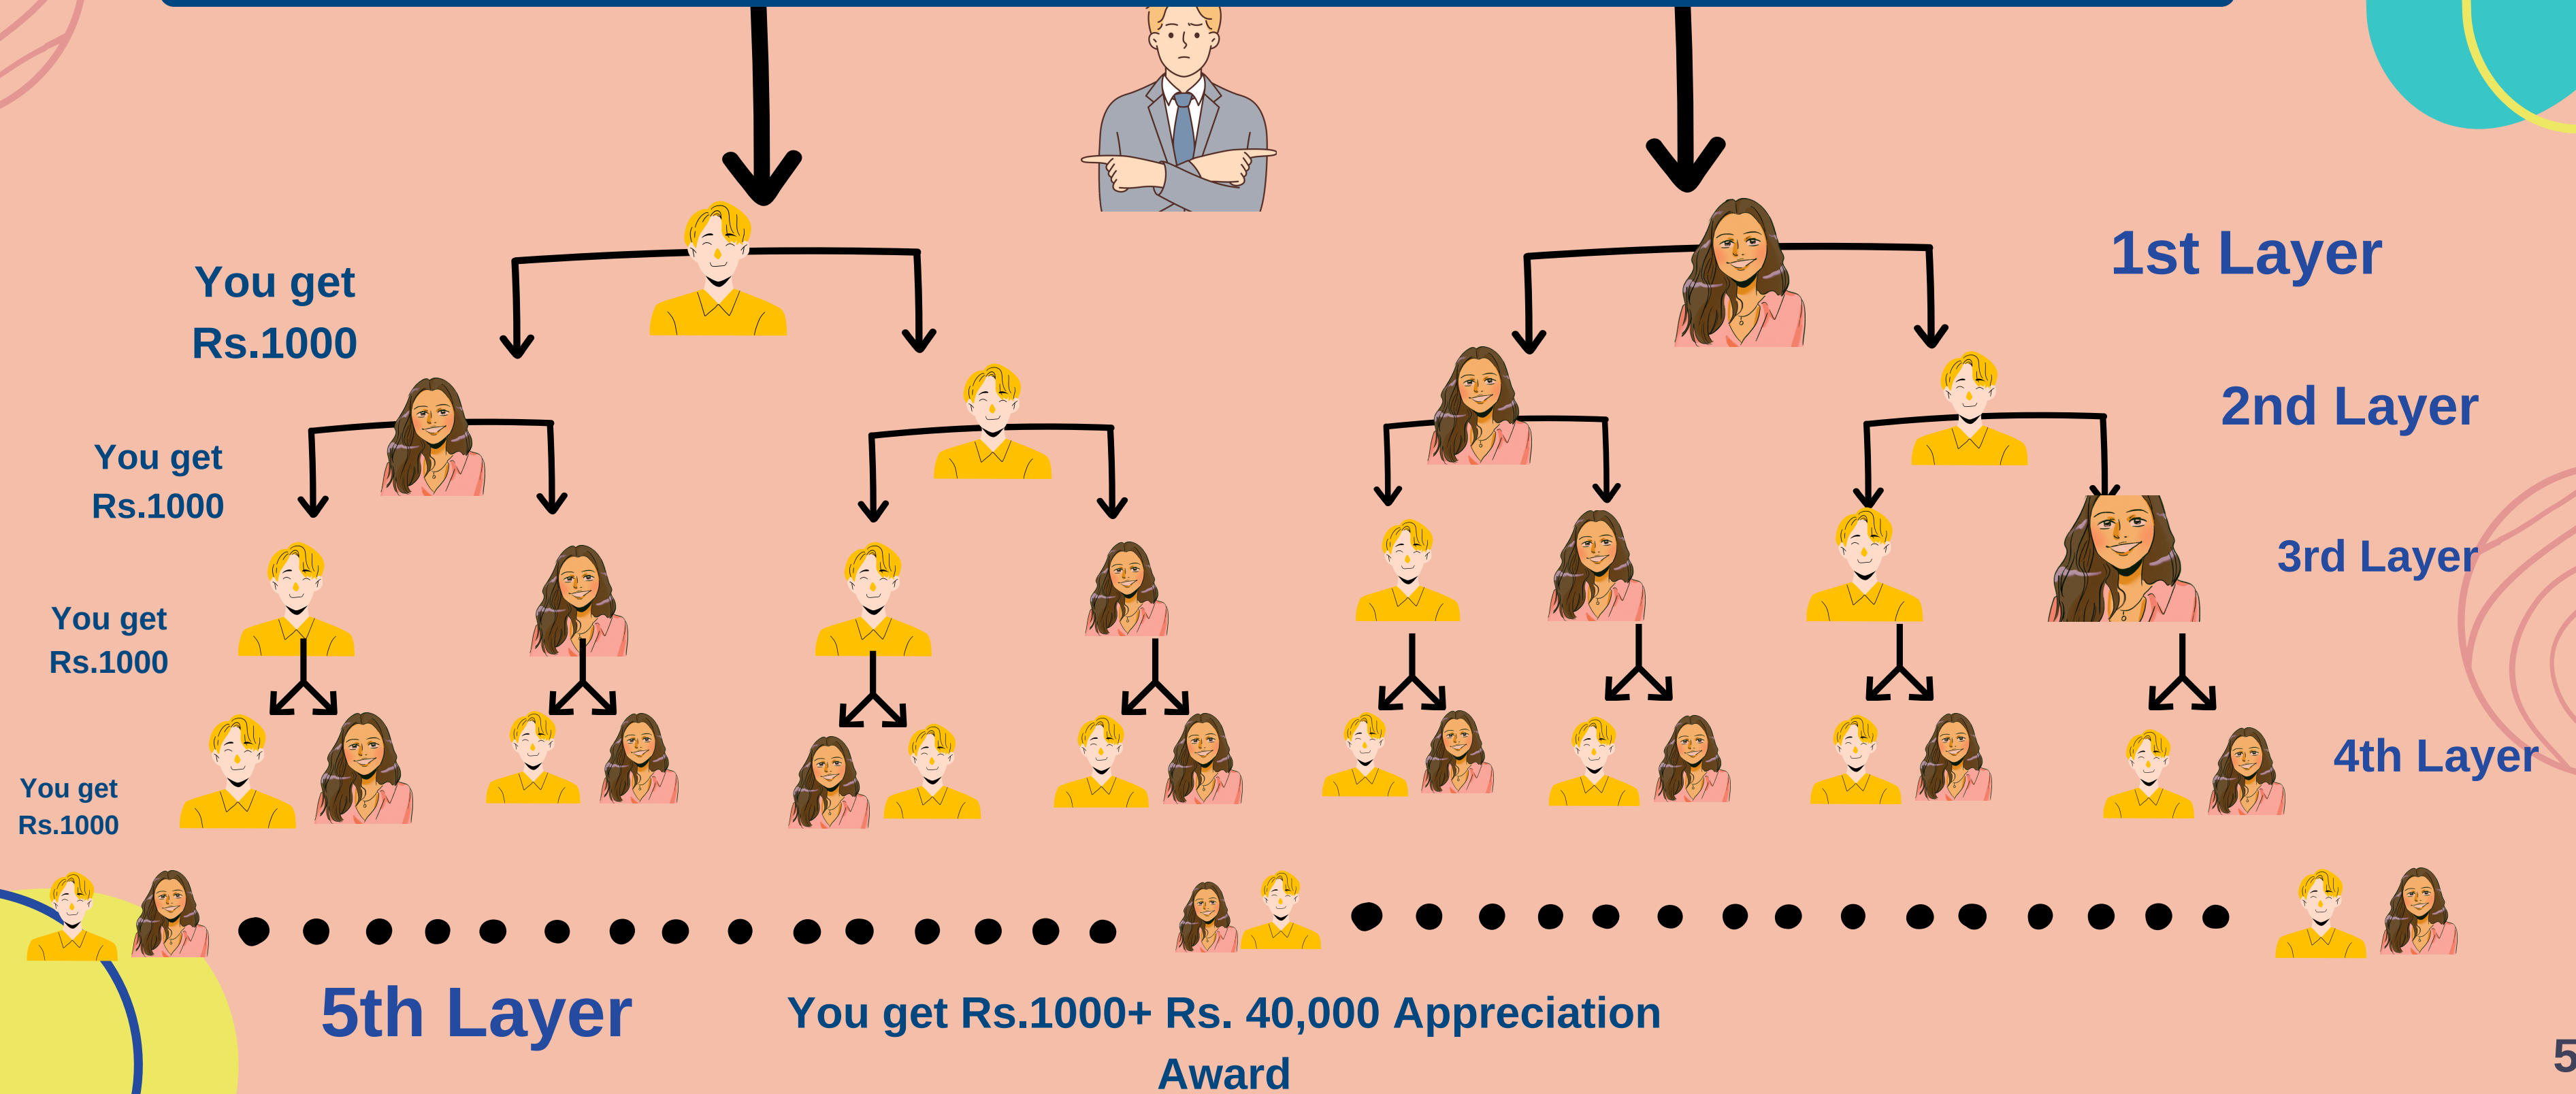 You get
Rs.1000
1st Layer
You get
Rs.1000
2nd Layer
You get
Rs.1000
3rd Layer
You get
Rs.1000
4th Layer
5th Layer
You get Rs.1000+ Rs. 40,000 Appreciation
Award
5